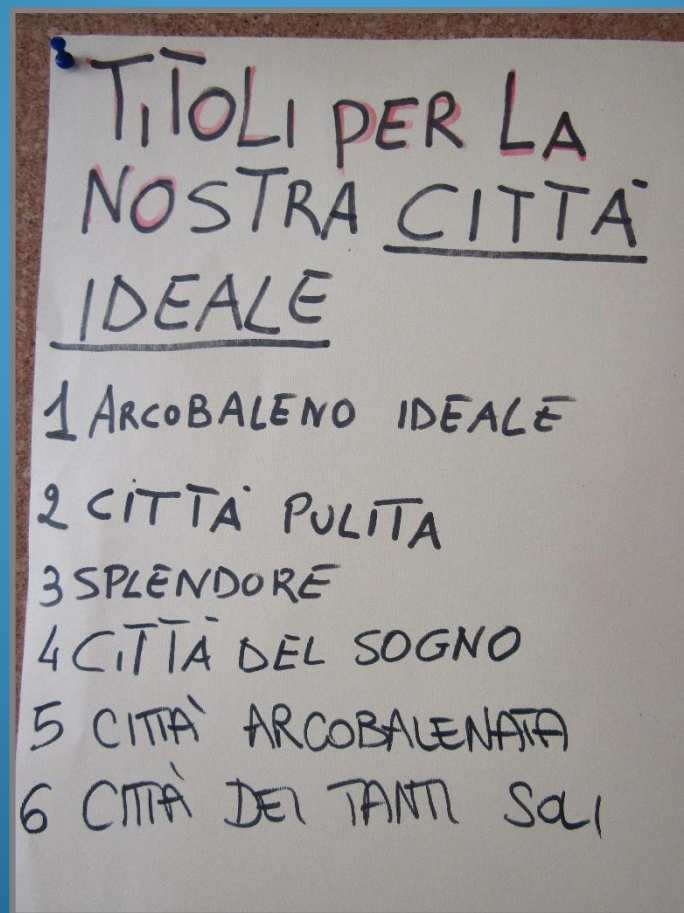 TITOLI PER LA
NOSTRA CITTÀ
IDEALE
1 ARCOBALENO IDEALE
2 CITTÀ PULITA
3 SPLENDORE
4 CITTÀ DEL SOGNO
5 CITTÀ ARCOBALENATA
6 CITTÀ DEI TANTI SOLI